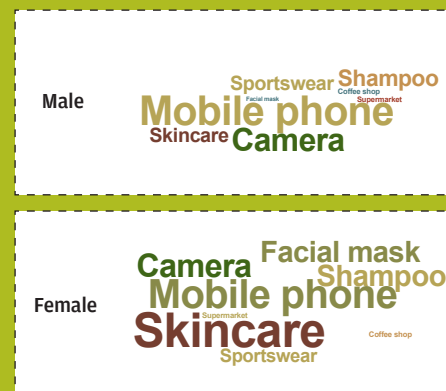 Male
Sportswear Shampoo
Facial mask Coffee shop
Supermarket
Mobile phone
Skincare Camera
Female
Camera Facial mask
Shampoo
Mobile phone
Supermarket
Skincare Coffee shop
Sportswear